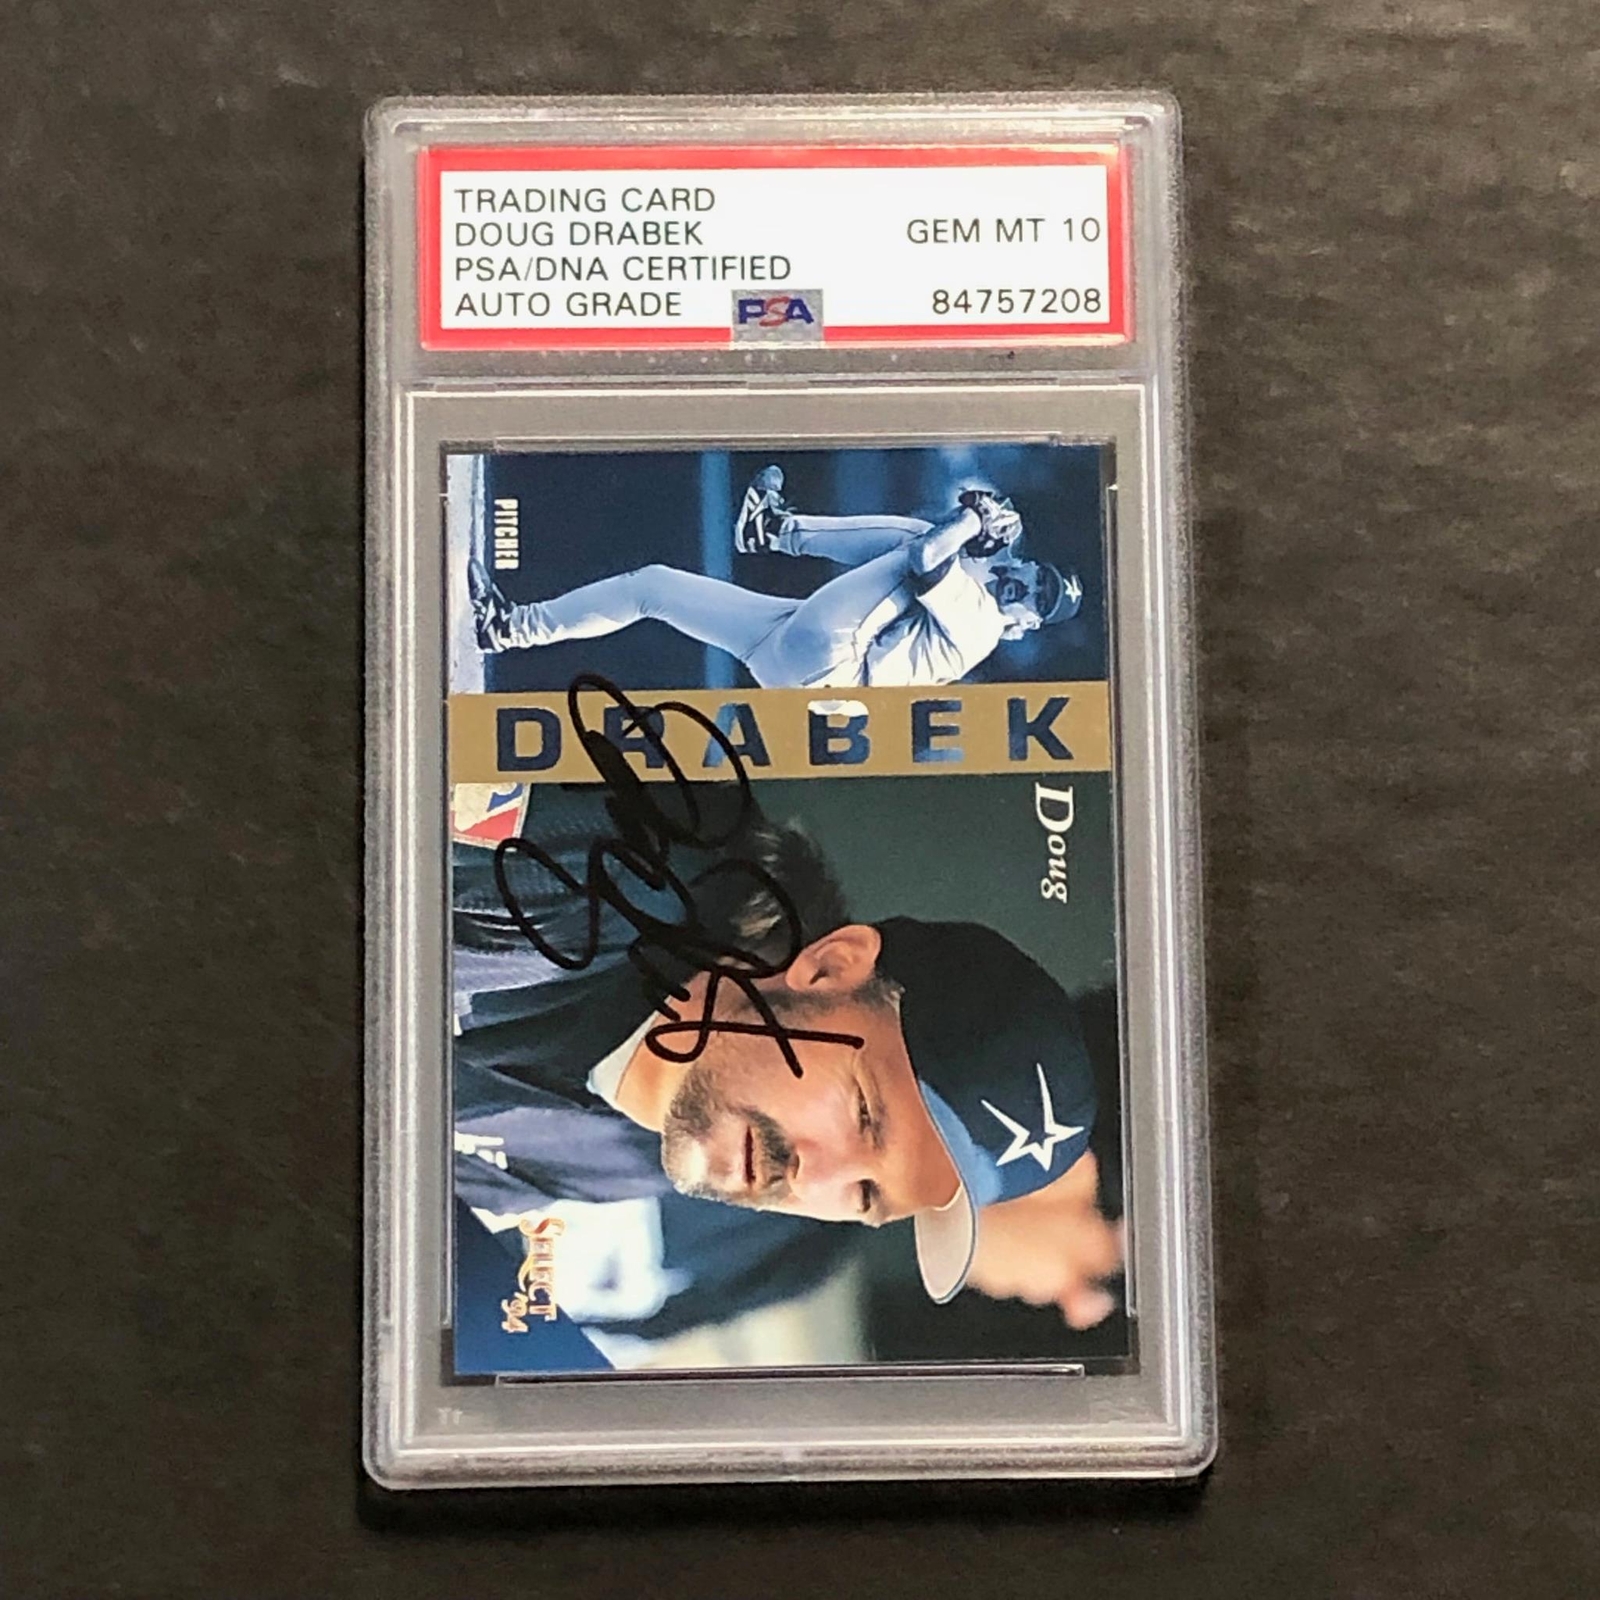 TRADING CARD
DOUG DRABEK GEM MT 10
PSA/DNA CERTIFIED
AUTO GRADE PSA 84757208
PITCHER
DRABEK
Doug
SELECT '94